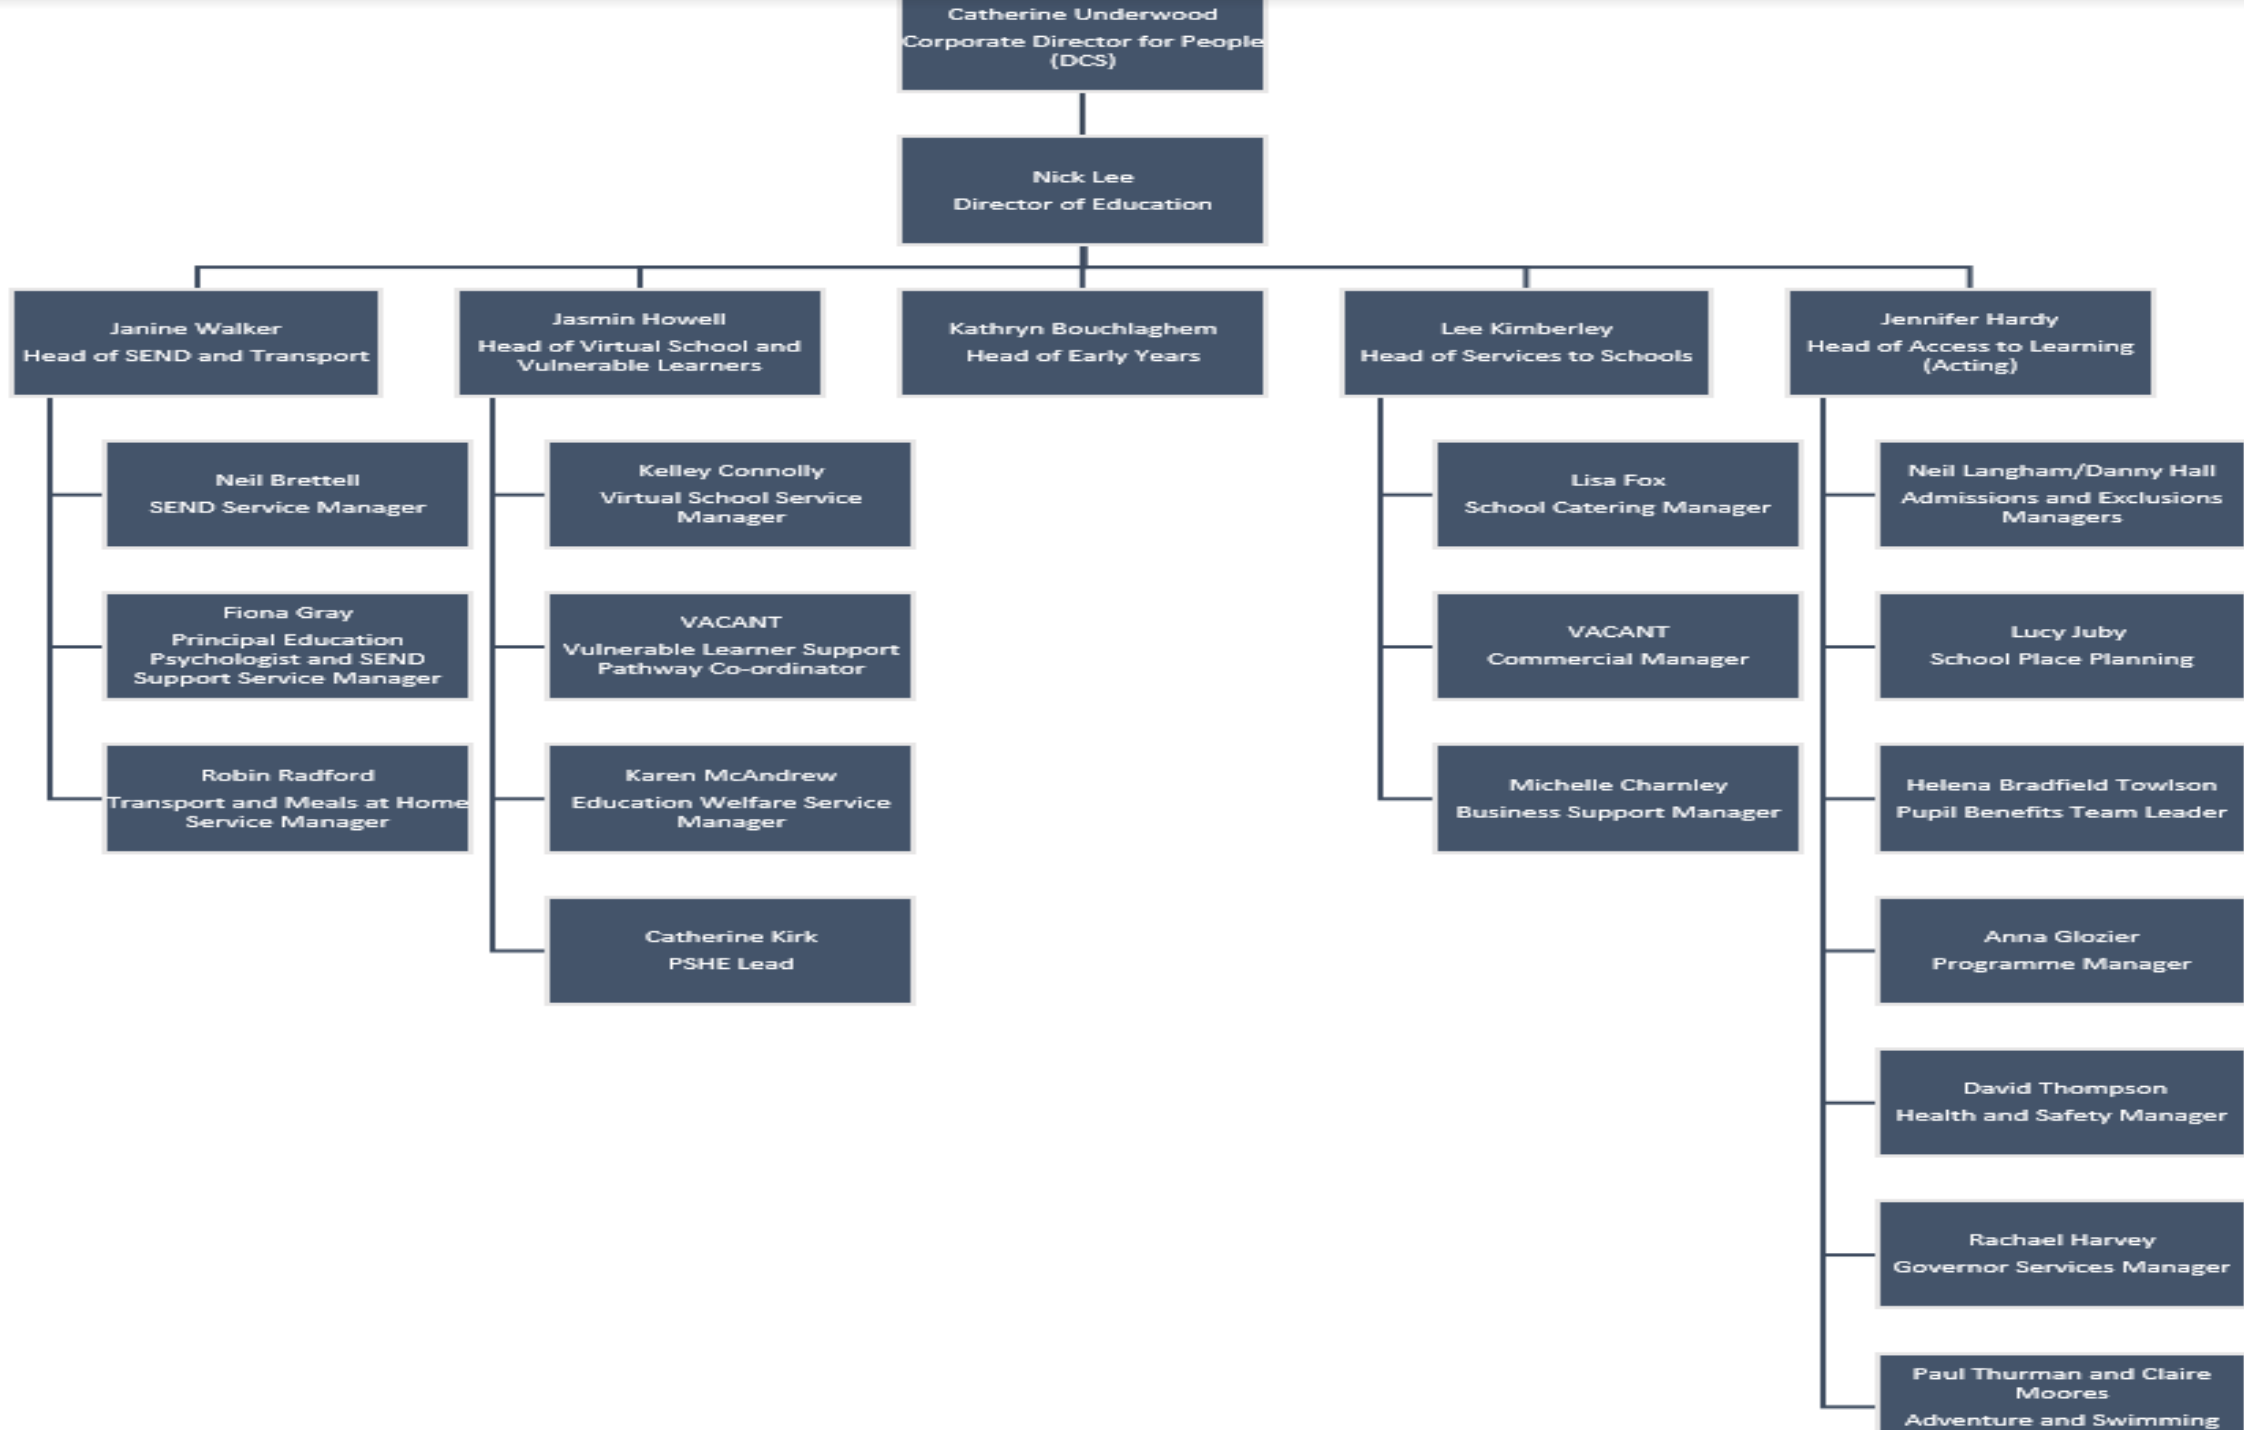 Catherine Underwood
Corporate Director for People
(DCS)
Nick Lee
Director of Education
Janine Walker
Head of SEND and Transport
Jasmin Howell
Head of Virtual School and
Vulnerable Learners
Kathryn Bouchlaghem
Head of Early Years
Lee Kimberley
Head of Services to Schools
Jennifer Hardy
Head of Access to Learning
(Acting)
Neil Brettell
SEND Service Manager
Fiona Gray
Principal Education
Psychologist and SEND
Support Service Manager
Robin Radford
Transport and Meals at Home
Service Manager
Kelley Connolly
Virtual School Service
Manager
VACANT
Vulnerable Learner Support
Pathway Co-ordinator
Karen McAndrew
Education Welfare Service
Manager
Catherine Kirk
PSHE Lead
Lisa Fox
School Catering Manager
VACANT
Commercial Manager
Michelle Charnley
Business Support Manager
Neil Langham/Danny Hall
Admissions and Exclusions
Managers
Lucy Juby
School Place Planning
Helena Bradfield Towlson
Pupil Benefits Team Leader
Anna Glozier
Programme Manager
David Thompson
Health and Safety Manager
Rachael Harvey
Governor Services Manager
Paul Thurman and Claire
Moores
Adventure and Swimming